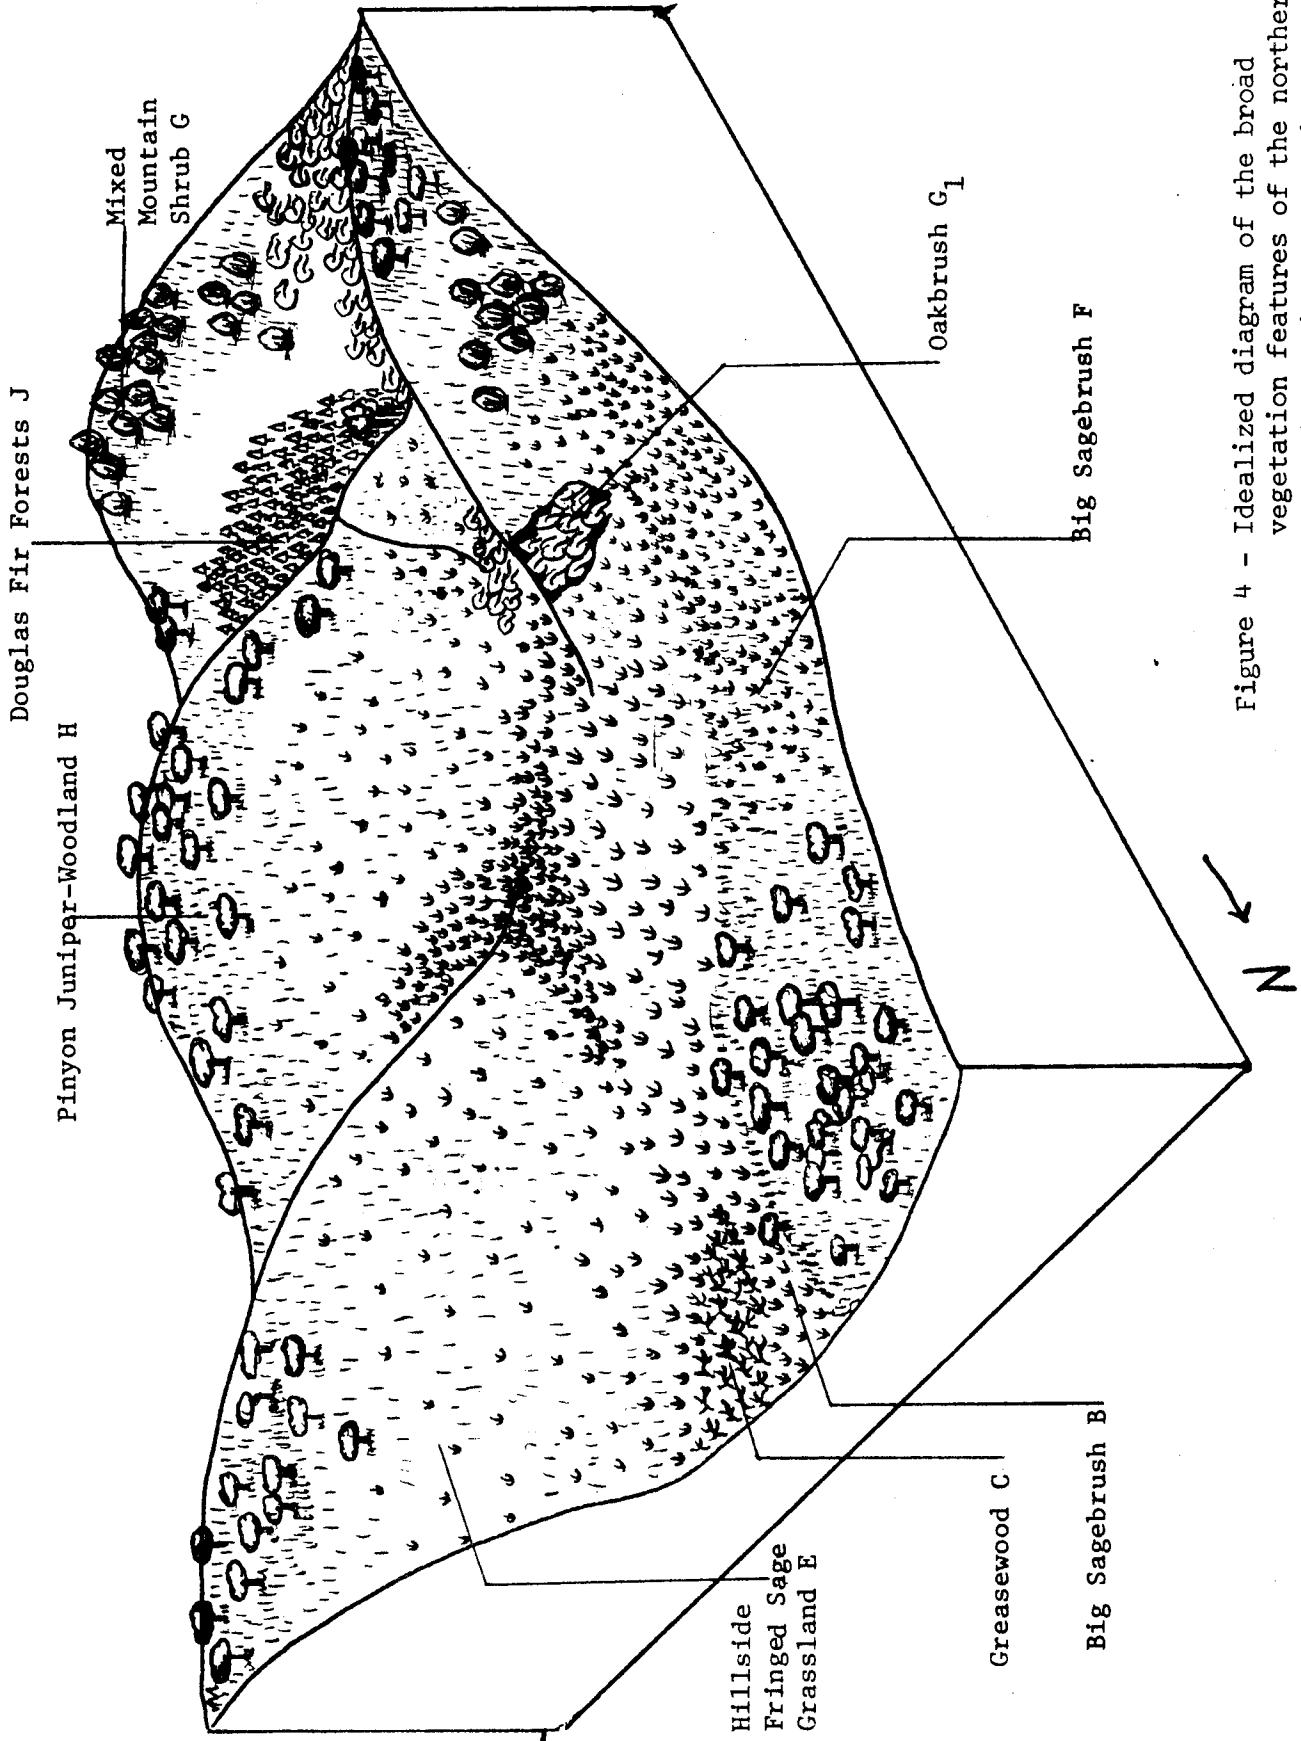 Douglas Fir Forests J
Mixed
Mountain
Shrub G
Pinyon Juniper-Woodland H
Oakbrush G1
Big Sagebrush F
Hillside
Fringed Sage
Grassland E
Greasewood C
Big Sagebrush B
N
Figure 4 - Idealized diagram of the broad
vegetation features of the